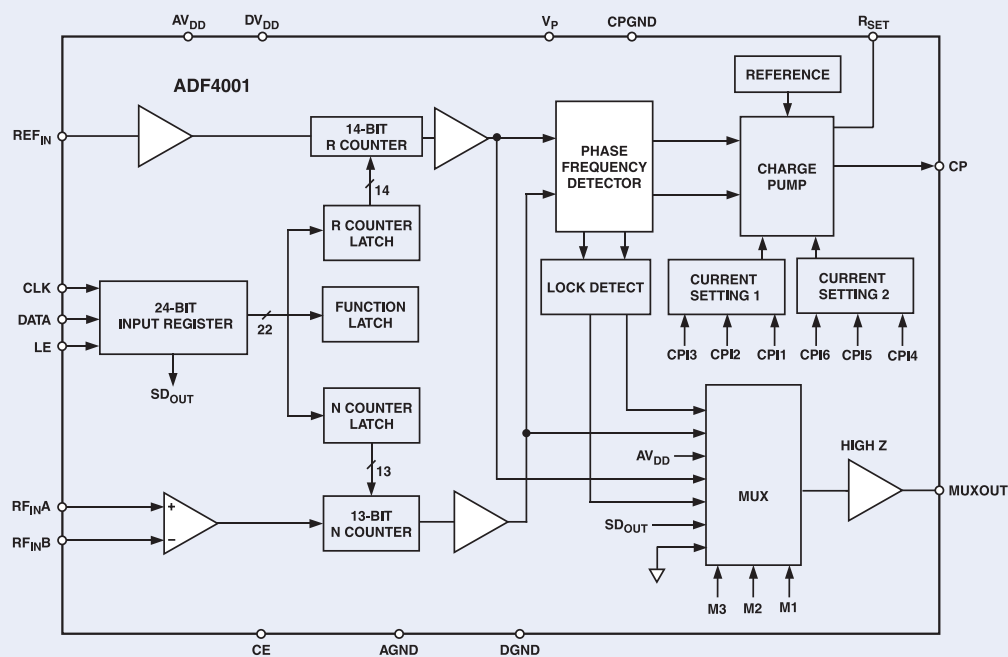 AVDD
DVDD
VP
CPGND
RSET
ADF4001
REFERENCE
REFIN
14-BIT
R COUNTER
PHASE
FREQUENCY
DETECTOR
CHARGE
PUMP
CP
14
R COUNTER
LATCH
CLK
DATA
LE
24-BIT
INPUT REGISTER
22
FUNCTION
LATCH
LOCK DETECT
CURRENT
SETTING 1
CURRENT
SETTING 2
CPI3
CPI2
CPI1
CPI6
CPI5
CPI4
SDOUT
N COUNTER
LATCH
13
AVDD
MUX
HIGH Z
MUXOUT
RFINA
RFINB
+
−
13-BIT
N COUNTER
SDOUT
M3
M2
M1
CE
AGND
DGND